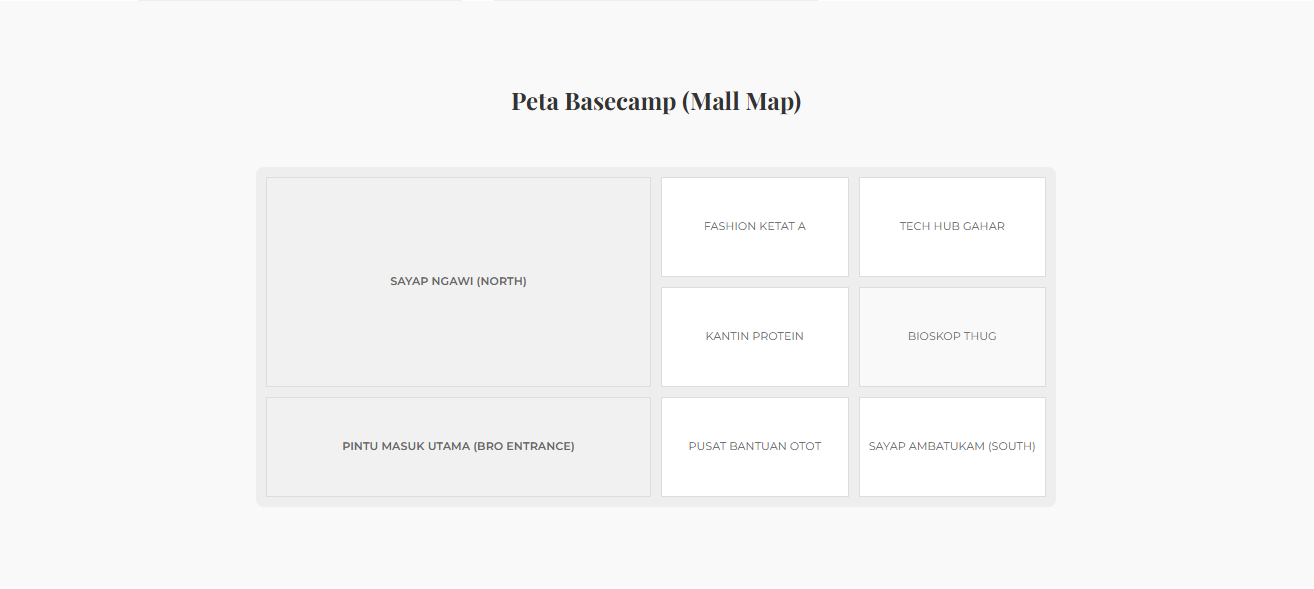 Peta Basecamp (Mall Map)
SAYAP NGAWI (NORTH)
FASHION KETAT A
TECH HUB GAHAR
KANTIN PROTEIN
BIOSKOP THUG
PINTU MASUK UTAMA (BRO ENTRANCE)
PUSAT BANTUAN OTOT
SAYAP AMBATUKAM (SOUTH)